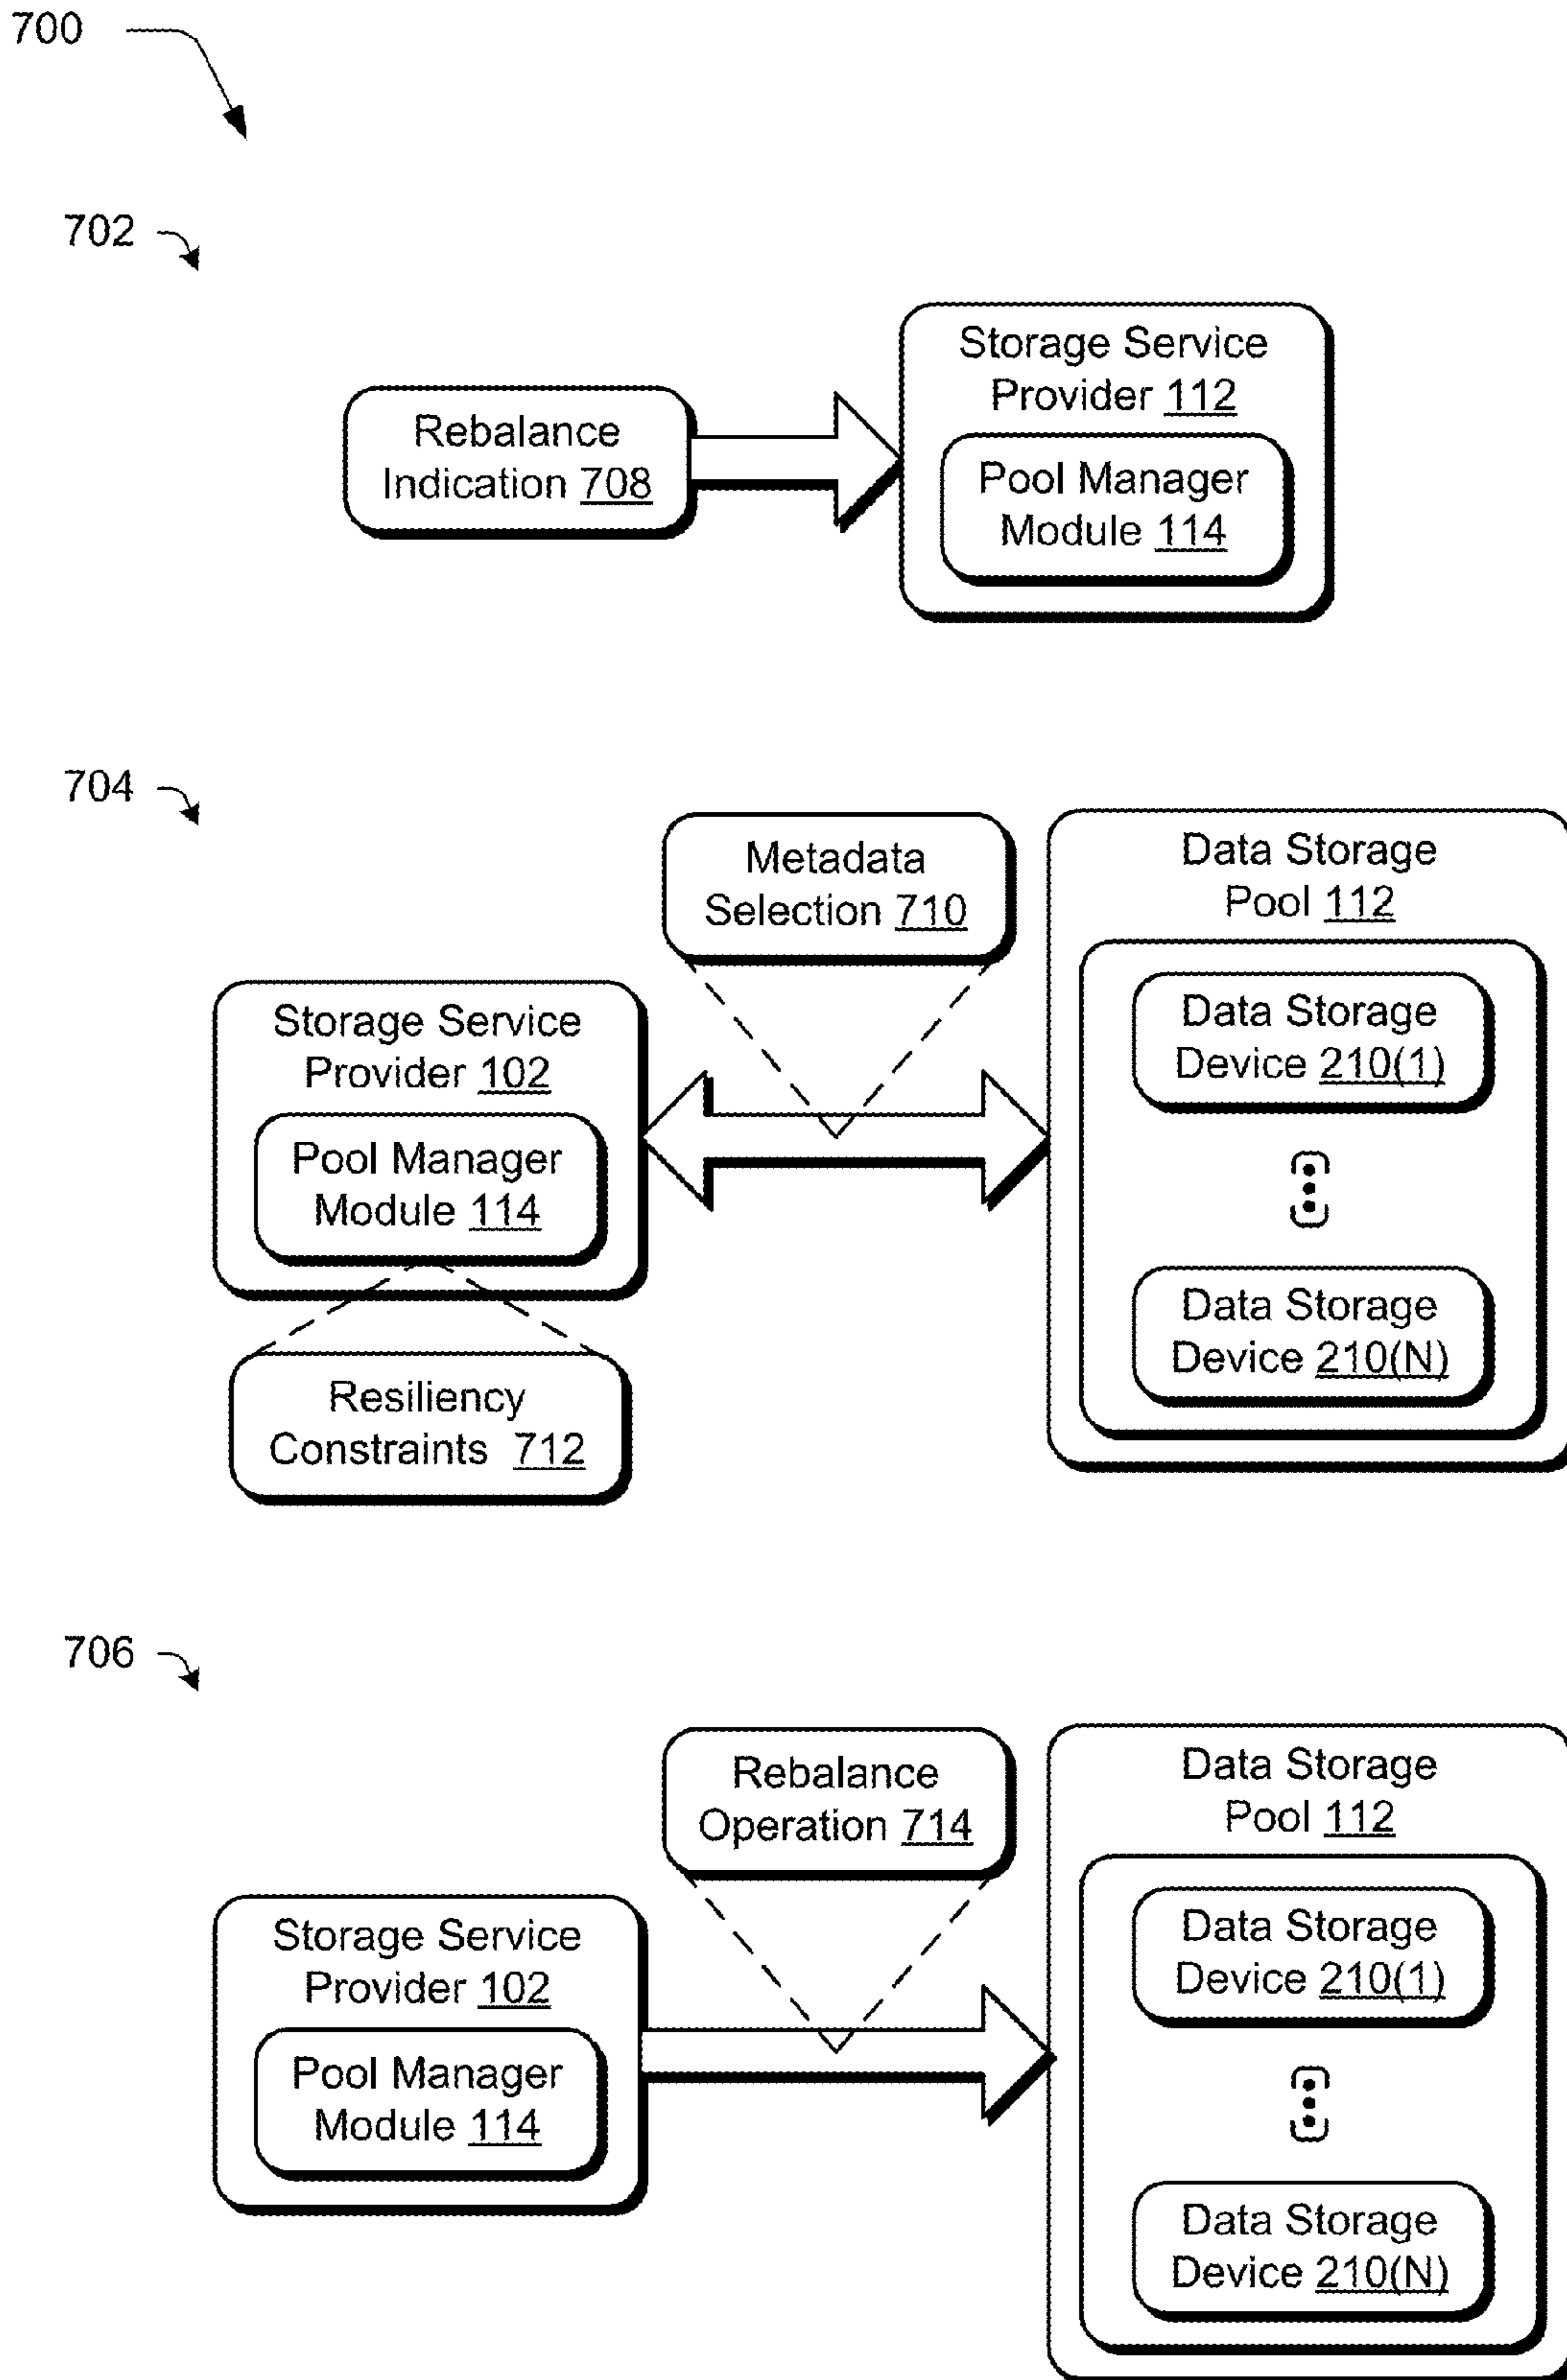 700
702
Storage Service
Provider 112
Rebalance
Indication 708
Pool Manager
Module 114
704
Metadata
Selection 710
Data Storage
Pool 112
Storage Service
Provider 102
Data Storage
Device 210(1)
Pool Manager
Module 114
Data Storage
Device 210(N)
Resiliency
Constraints 712
706
Rebalance
Operation 714
Data Storage
Pool 112
Storage Service
Provider 102
Data Storage
Device 210(1)
Pool Manager
Module 114
Data Storage
Device 210(N)